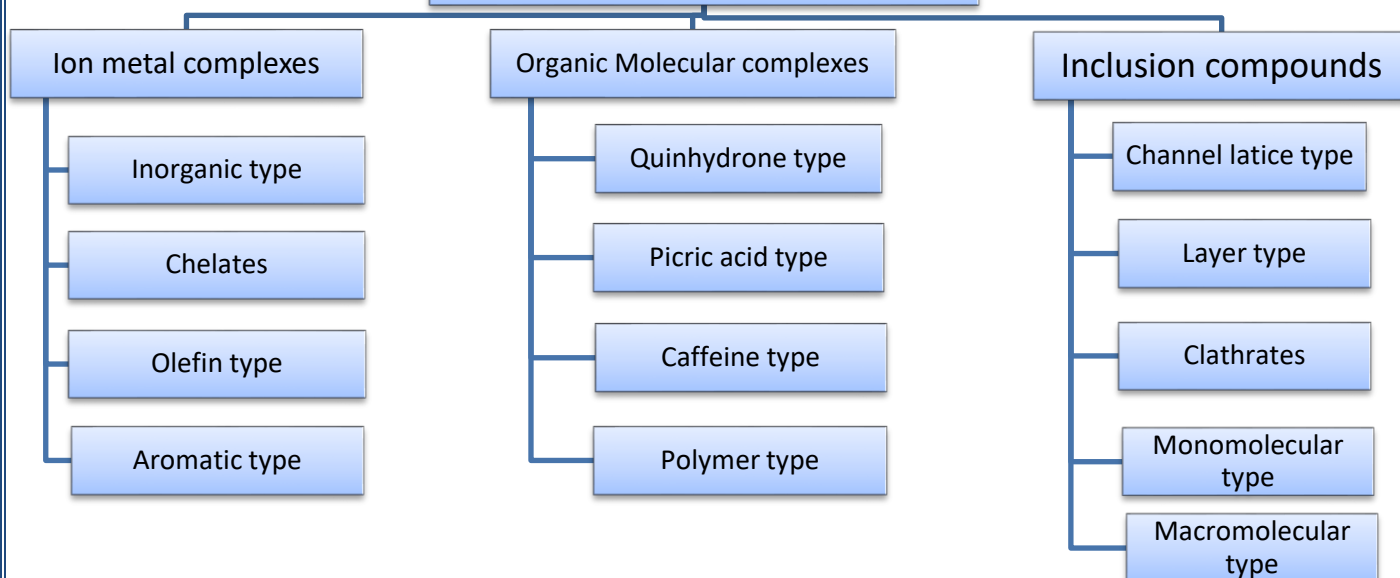 Ion metal complexes
Inorganic type
Chelates
Olefin type
Aromatic type
Organic Molecular complexes
Quinhydrone type
Picric acid type
Caffeine type
Polymer type
Inclusion compounds
Channel latice type
Layer type
Clathrates
Monomolecular
type
Macromolecular
type